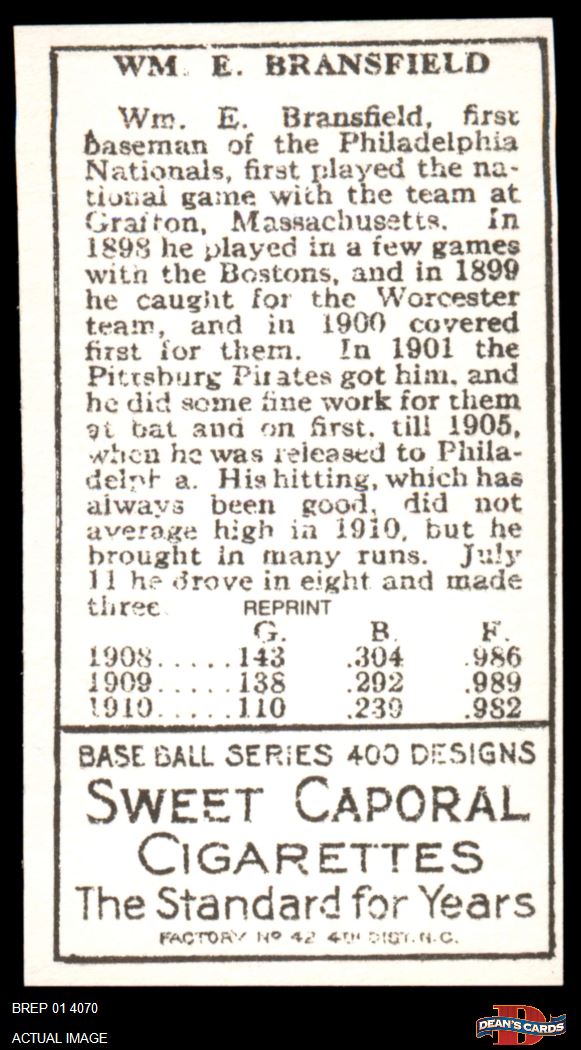 WM. E. BRANSFIELD
Wm. E. Bransfield, first
baseman of the Philadelphia
Nationals, first played the na-
tional game with the team at
Grafton, Massachusetts. In
1898 he played in a few games
with the Bostons, and in 1899
he caught for the Worcester
team, and in 1900 covered
first for them. In 1901 the
Pittsburg Pirates got him, and
he did some fine work for them
at bat and on first, till 1905,
when he was released to Phila-
delph a. His hitting, which has
always been good, did not
average high in 1910, but he
brought in many runs. July
11 he drove in eight and made
three. REPRINT
G. B. F.
1908.....143 .304 .986
1909.....138 .292 .989
1910.....110 .239 .982
BASE BALL SERIES 400 DESIGNS
SWEET CAPORAL
CIGARETTES
The Standard for Years
FACTORY No 42 4TH DIST. N.C.
BREP 01 4070
ACTUAL IMAGE
D
DEAN'S CARDS